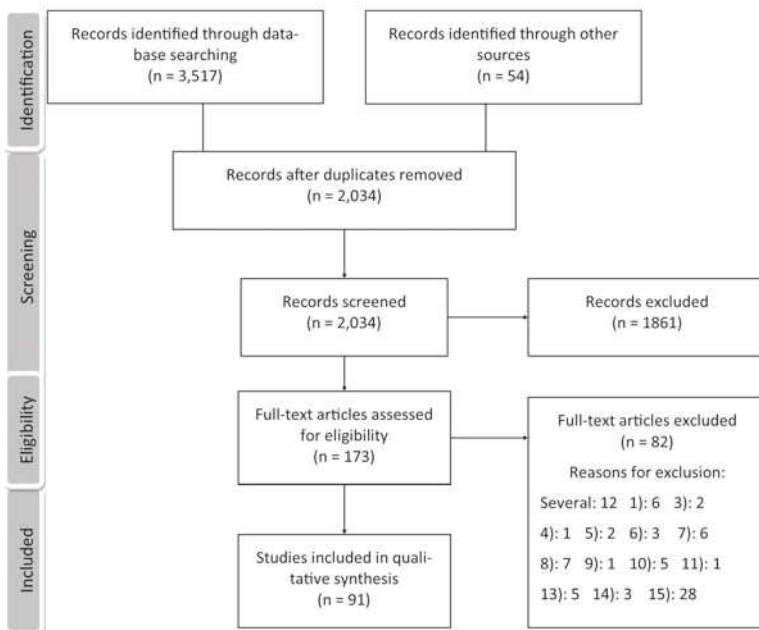 Identification
Records identified through data-
base searching
(n = 3,517)
Records identified through other
sources
(n = 54)
Screening
Records after duplicates removed
(n = 2,034)
Records screened
(n = 2,034)
Records excluded
(n = 1861)
Eligibility
Full-text articles assessed
for eligibility
(n = 173)
Full-text articles excluded
(n = 82)
Reasons for exclusion:
Several: 12 1): 6 3): 2
4): 1 5): 2 6): 3 7): 6
8): 7 9): 1 10): 5 11): 1
13): 5 14): 3 15): 28
Included
Studies included in quali-
tative synthesis
(n = 91)